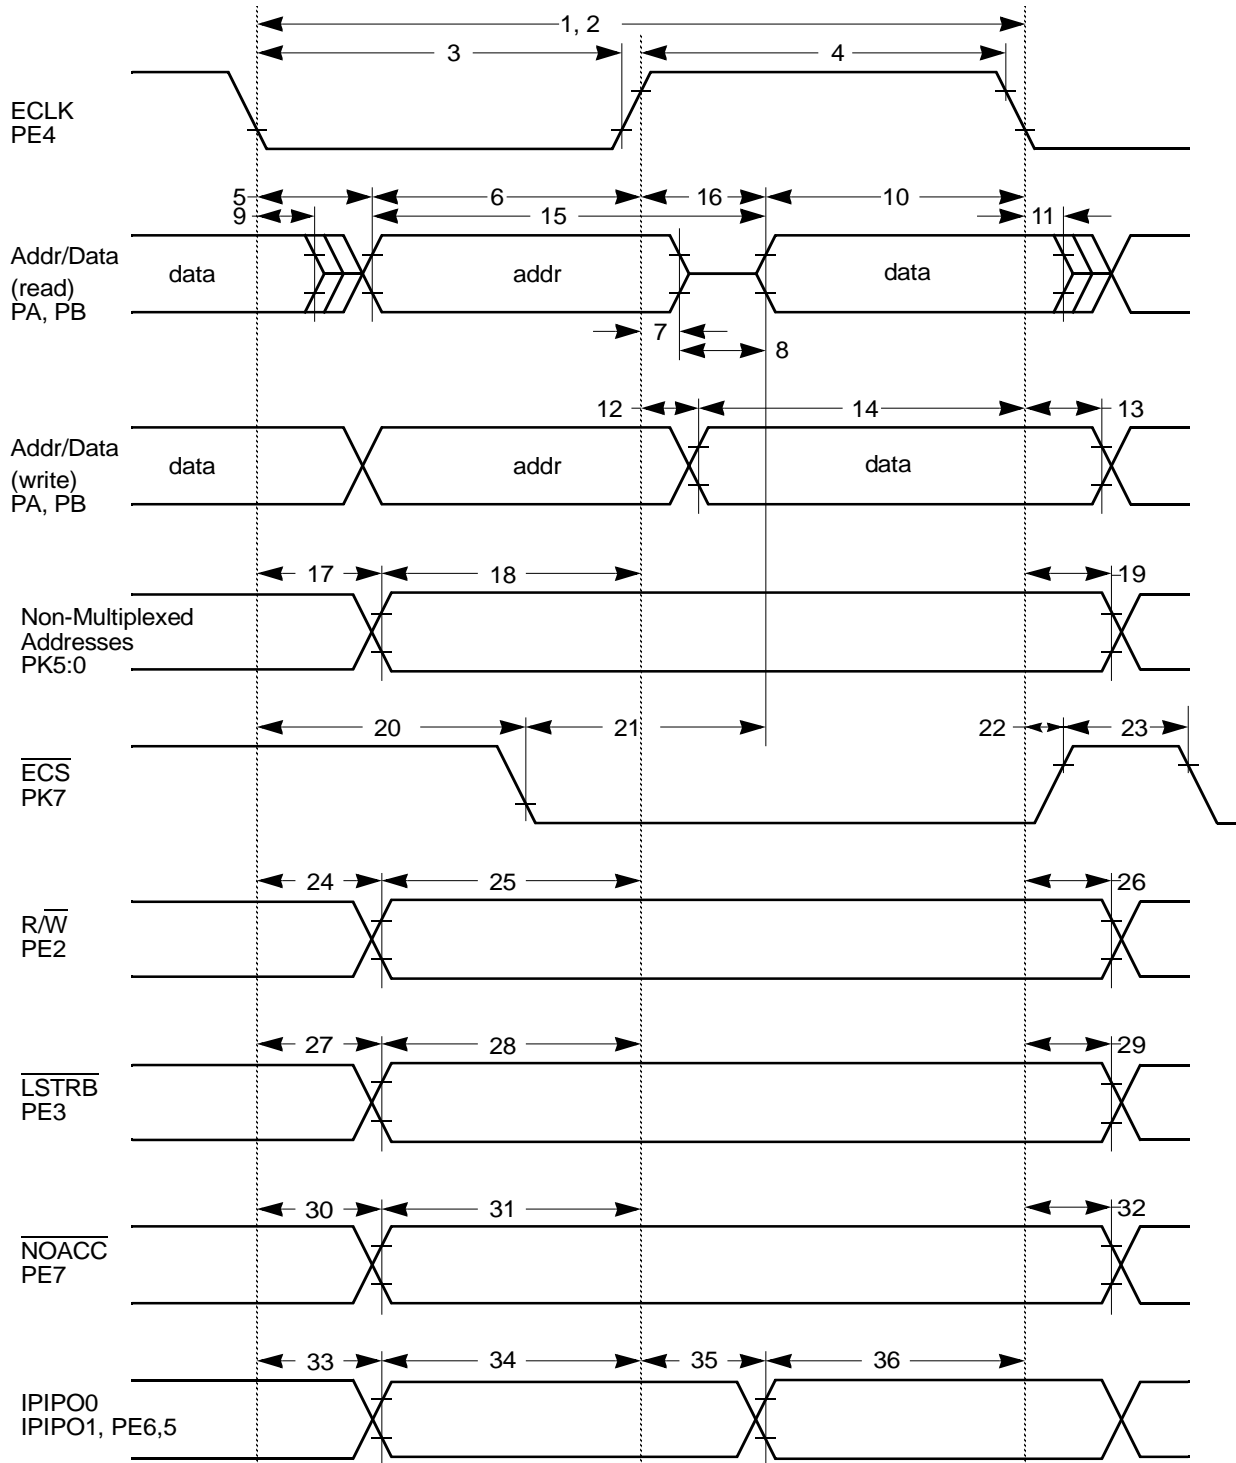 1, 2
3
4
ECLK
PE4
5
6
16
10
9
15
11
Addr/Data
(read)
PA, PB
data
addr
data
7
8
12
14
13
Addr/Data
(write)
PA, PB
data
addr
data
17
18
19
Non-Multiplexed
Addresses
PK5:0
20
21
22
23
ECS
PK7
24
25
26
R/W
PE2
27
28
29
LSTRB
PE3
30
31
32
NOACC
PE7
33
34
35
36
IPIPO0
IPIPO1, PE6,5